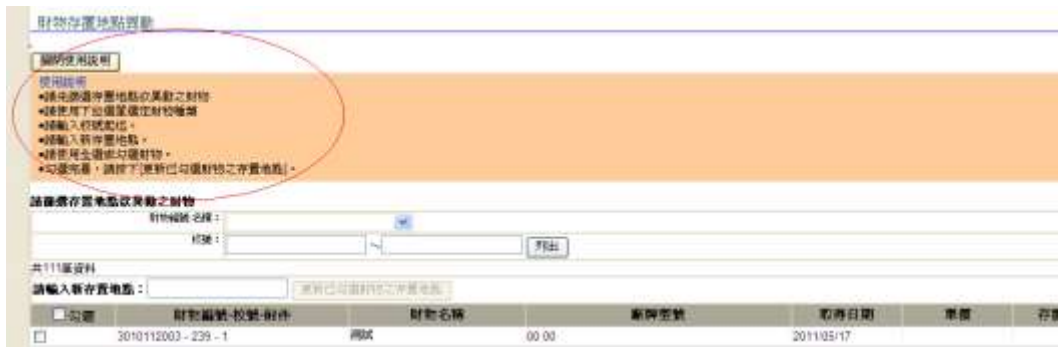 財物存置地點異動
關閉使用說明
使用說明
●請先篩選存置地點欲異動之財物
●請使用下拉選單選定財物種類
●請輸入校號起迄。
●請輸入新存置地點。
●請使用全選或勾選財物。
●勾選完畢，請按下[更新已勾選財物之存置地點]。
請篩選存置地點欲異動之財物
財物編號-名稱：
校號：
~
列出
共111筆資料
請輸入新存置地點：
更新已勾選財物之存置地點
勾選 財物編號-校號-附件 財物名稱 廠牌型號 取得日期 單價 存置
3010112003 - 239 - 1 測試 00 00 2011/05/17